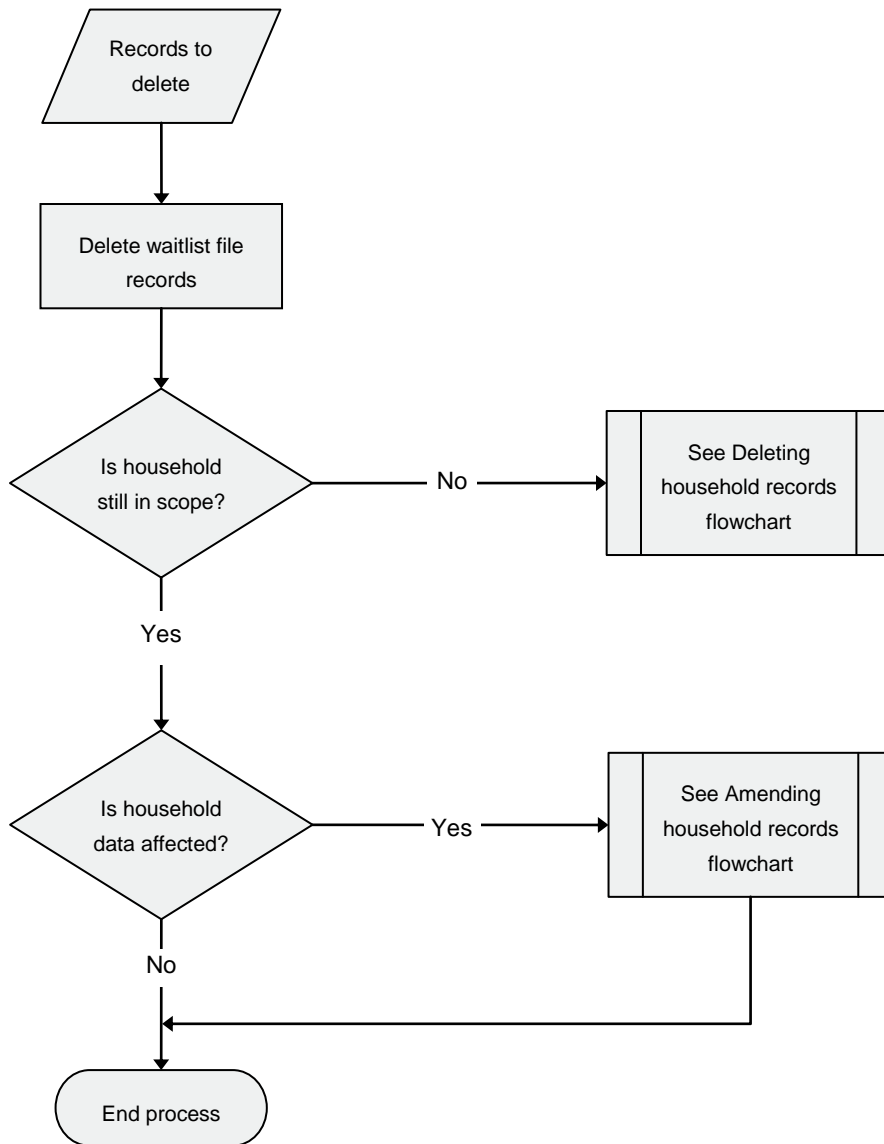 Records to
delete
Delete waitlist file
records
Is household
still in scope?
No
See Deleting
household records
flowchart
Yes
Is household
data affected?
Yes
See Amending
household records
flowchart
No
End process